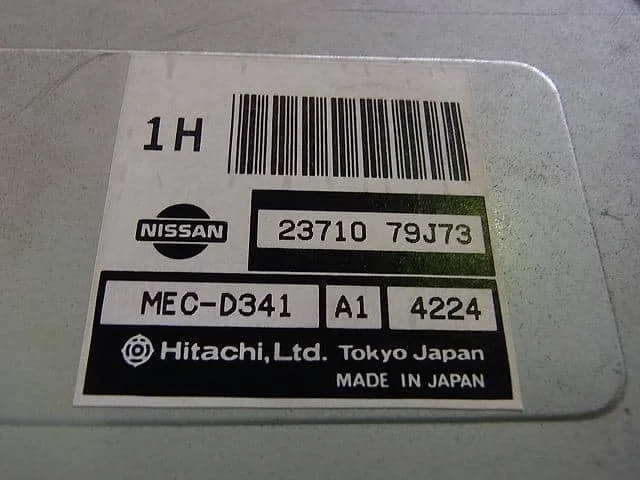 1H
NISSAN 23710 79J73
MEC-D341 A1 4224
Hitachi, Ltd. Tokyo Japan
MADE IN JAPAN